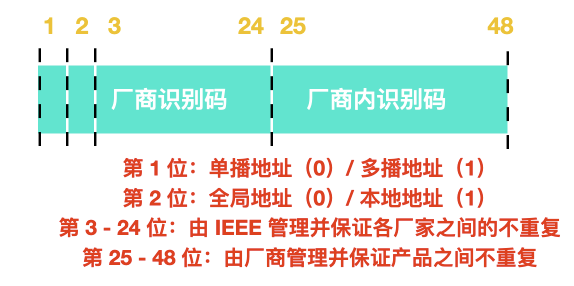 1 2 3 24 25 48
厂商识别码 厂商内识别码
第 1 位：单播地址（0）/ 多播地址（1）
第 2 位：全局地址（0）/ 本地地址（1）
第 3 - 24 位：由 IEEE 管理并保证各厂家之间的不重复
第 25 - 48 位：由厂商管理并保证产品之间不重复